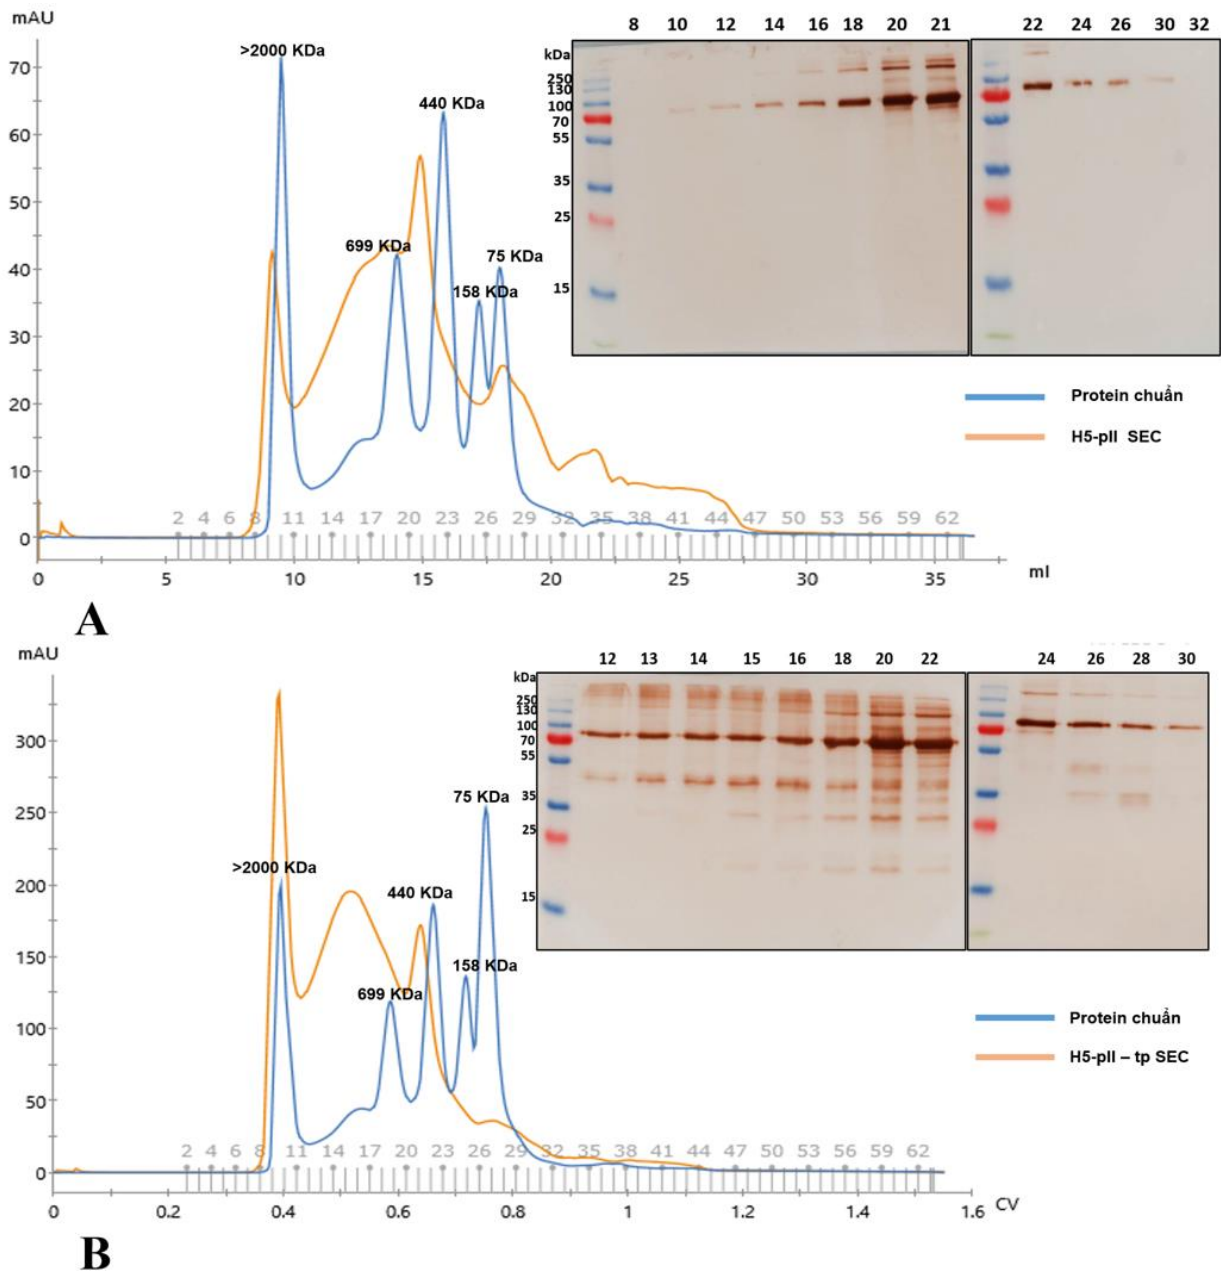 mAU
>2000 KDa
440 KDa
699 KDa
75 KDa
158 KDa
70
60
50
40
30
20
10
0
8 10 12 14 16 18 20 21
22 24 26 30 32
kDa
250
130
100
70
55
35
25
15
Protein chuẩn
H5-pII SEC
2 4 6 8 11 14 17 20 23 26 29 32 35 38 41 44 47 50 53 56 59 62
0 5 10 15 20 25 30 35 ml
A
mAU
>2000 KDa
75 KDa
440 KDa
158 KDa
699 KDa
300
250
200
150
100
50
0
12 13 14 15 16 18 20 22
24 26 28 30
kDa
250
130
100
70
55
35
25
15
Protein chuẩn
H5-pII – tp SEC
2 4 6 8 11 14 17 20 23 26 30 32 35 38 41 44 47 50 53 56 59 62
0 0.2 0.4 0.6 0.8 1 1.2 1.4 1.6 CV
B